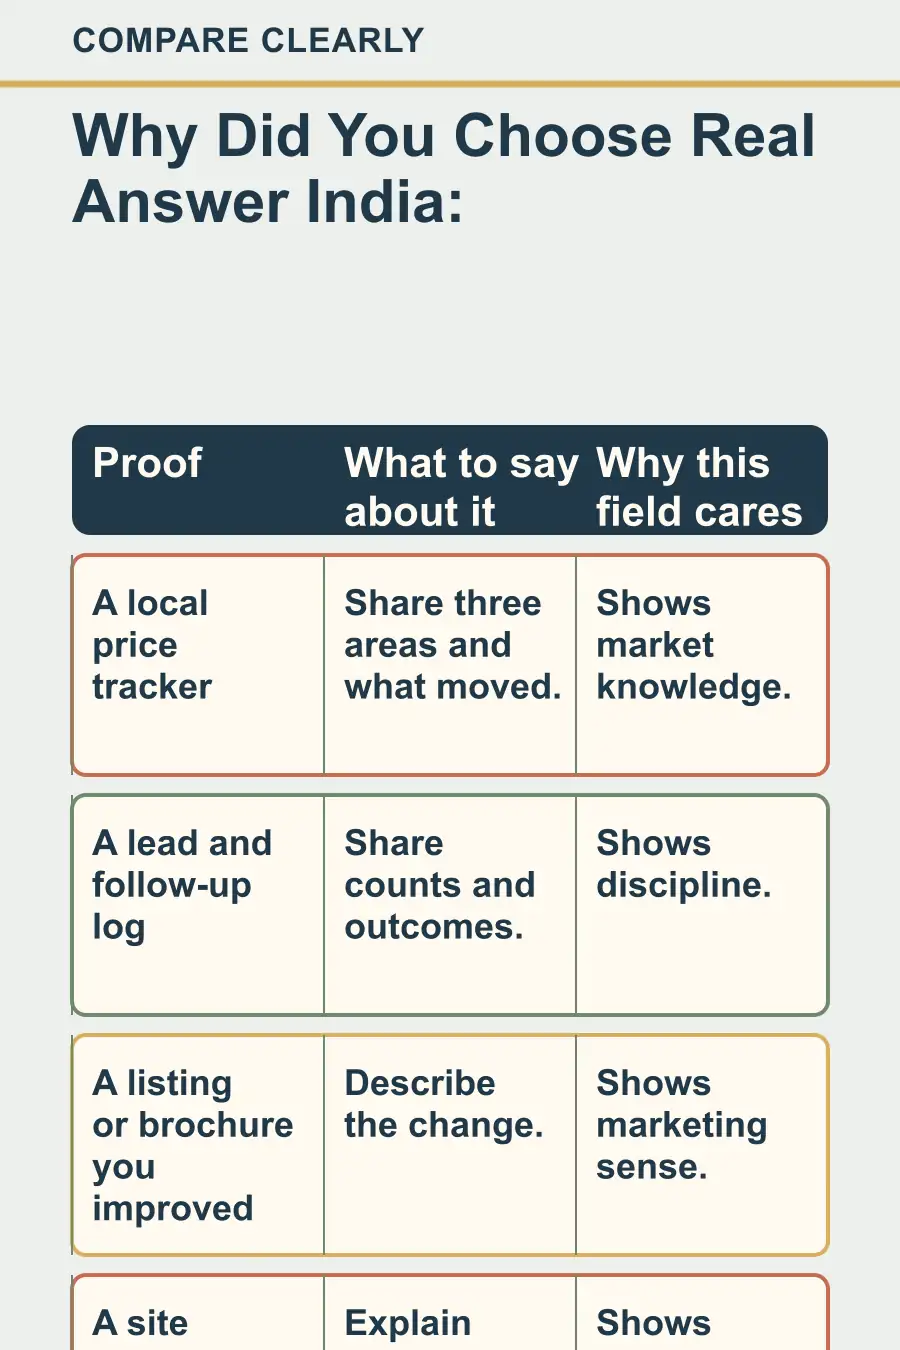 COMPARE CLEARLY
Why Did You Choose Real
Answer India:
Proof
What to say
about it
Why this
field cares
A local
price
tracker
Share three
areas and
what moved.
Shows
market
knowledge.
A lead and
follow-up
log
Share
counts and
outcomes.
Shows
discipline.
A listing
or brochure
you
improved
Describe
the change.
Shows
marketing
sense.
A site
Explain
Shows